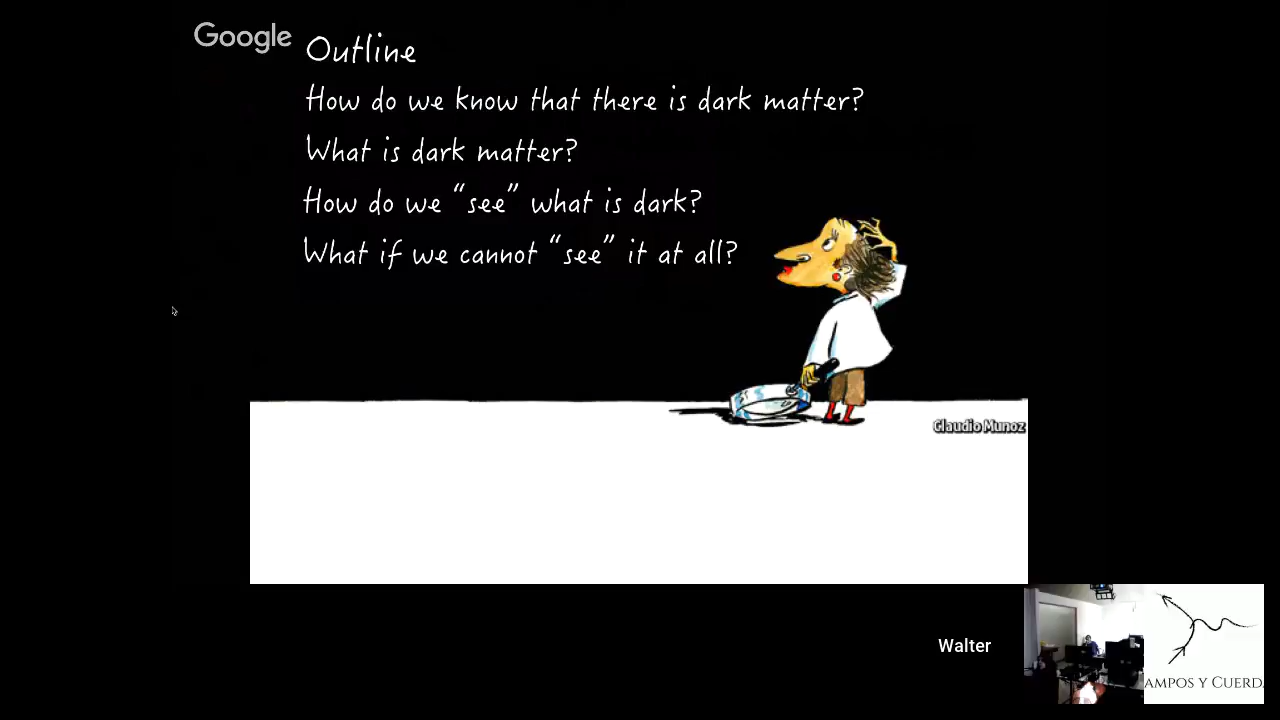 Google
Outline
How do we know that there is dark matter?
What is dark matter?
How do we “see” what is dark?
What if we cannot “see” it at all?
Claudio Munoz
Walter
AMPOS Y CUERD